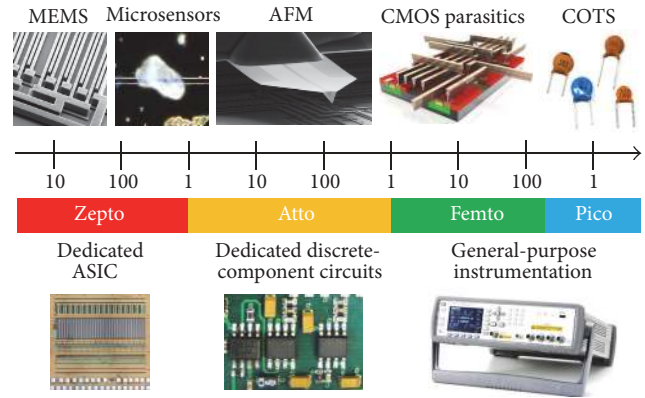 MEMS Microsensors AFM CMOS parasitics COTS
10 100 1 10 100 1 10 100 1
Zepto Atto Femto Pico
Dedicated Dedicated discrete- General-purpose
ASIC component circuits instrumentation